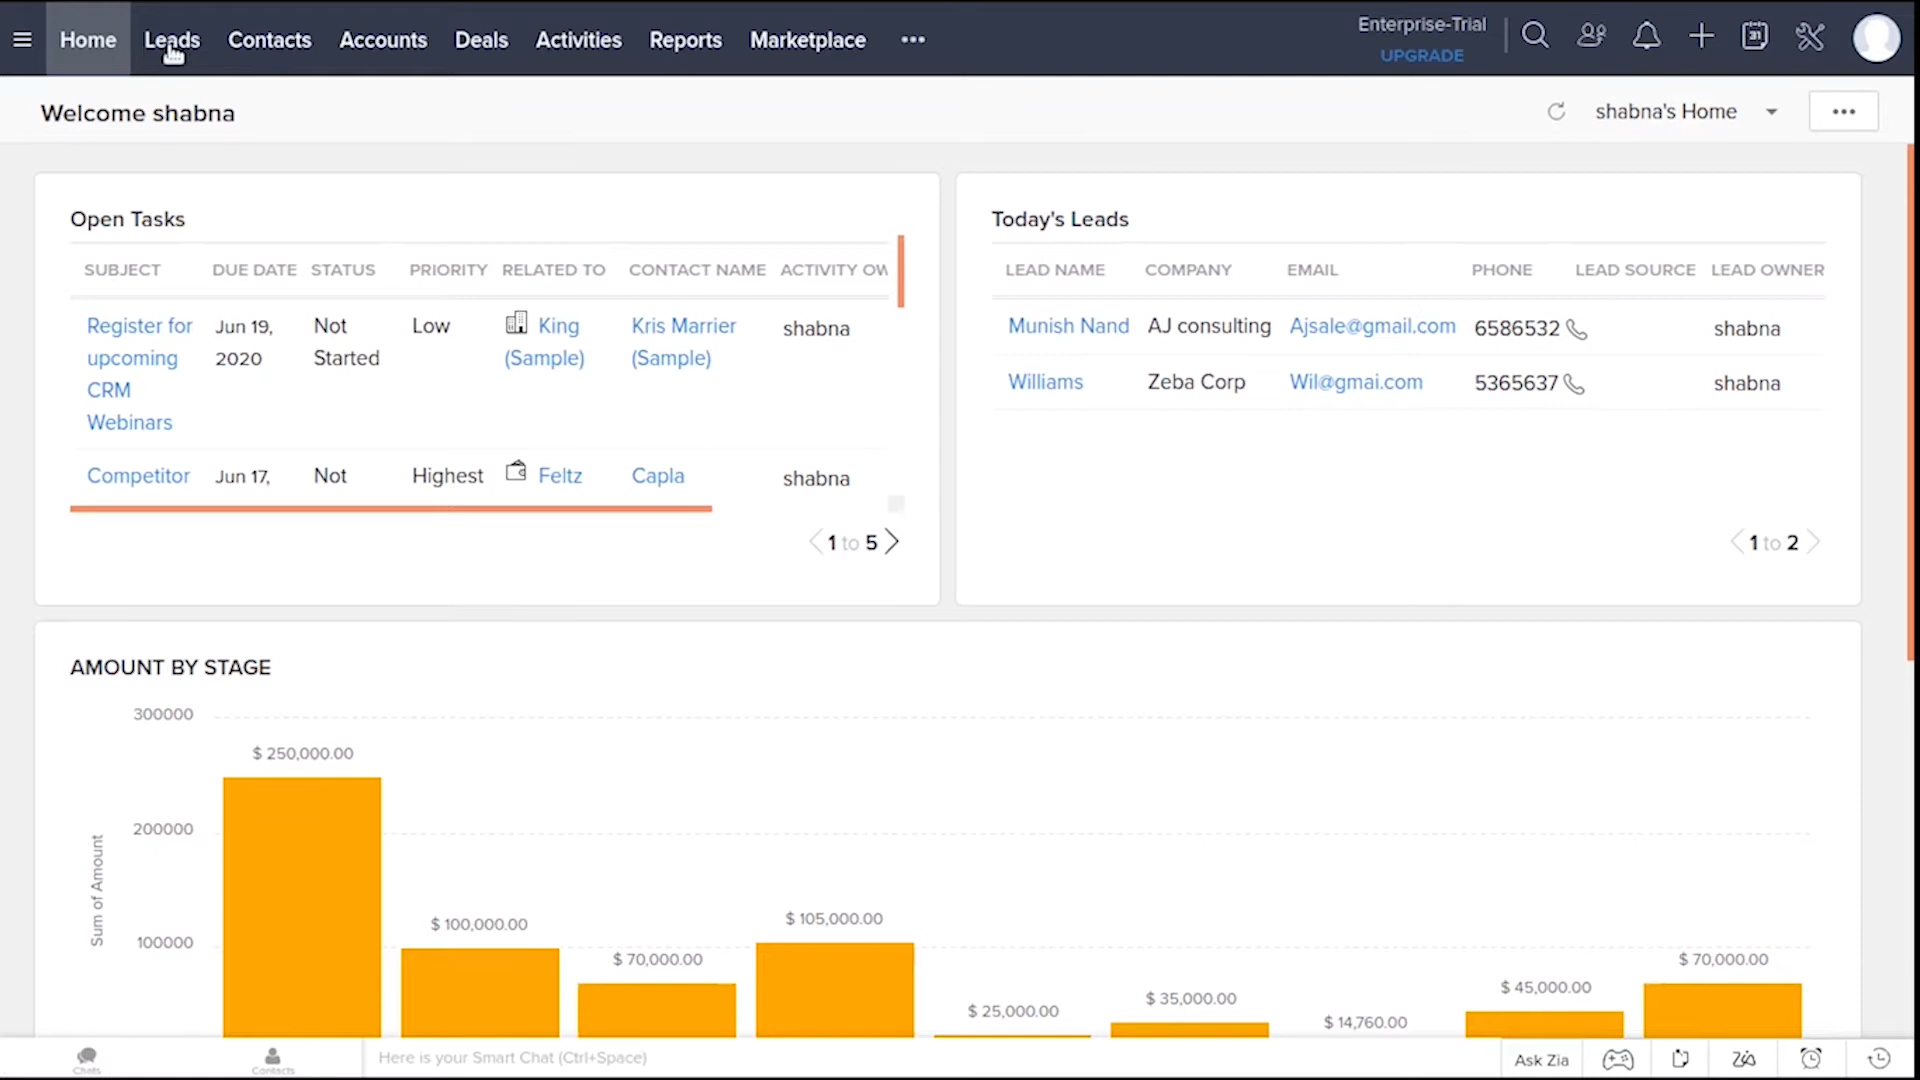 Home Leads Contacts Accounts Deals Activities Reports Marketplace ••• Enterprise-Trial
UPGRADE
31
Welcome shabna
shabna's Home
Open Tasks
SUBJECT DUE DATE STATUS PRIORITY RELATED TO CONTACT NAME ACTIVITY OW
Register for Jun 19, Not Low King Kris Marrier shabna
upcoming 2020 Started (Sample) (Sample)
CRM
Webinars
Competitor Jun 17, Not Highest Feltz Capla shabna
1 to 5
Today's Leads
LEAD NAME COMPANY EMAIL PHONE LEAD SOURCE LEAD OWNER
Munish Nand AJ consulting Ajsale@gmail.com 6586532 shabna
Williams Zeba Corp Wil@gmai.com 5365637 shabna
1 to 2
AMOUNT BY STAGE
Sum of Amount
300000
200000
100000
$ 250,000.00
$ 100,000.00
$ 70,000.00
$ 105,000.00
$ 25,000.00
$ 35,000.00
$ 14,760.00
$ 45,000.00
$ 70,000.00
Chats Contacts Here is your Smart Chat (Ctrl+Space) Ask Zia